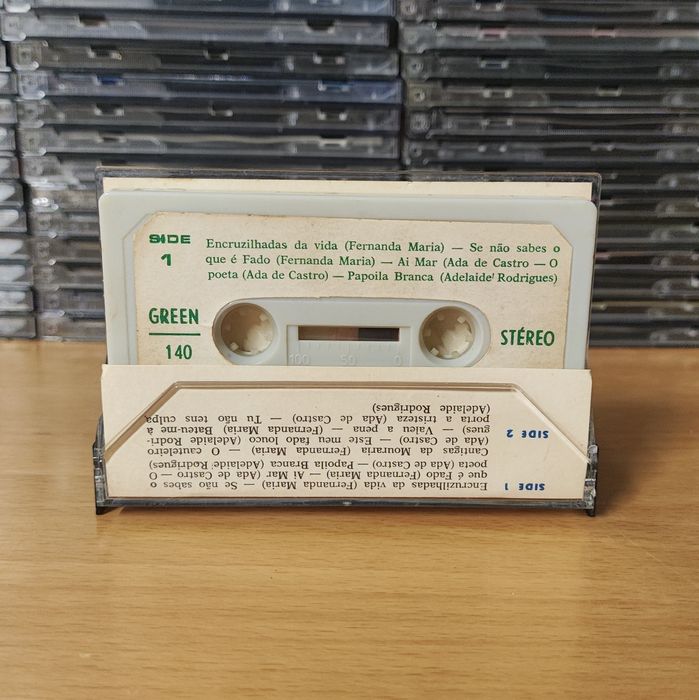 SIDE
1
Encruzilhadas da vida (Fernanda Maria) — Se não sabes o
que é Fado (Fernanda Maria) — Ai Mar (Ada de Castro — O
poeta (Ada de Castro) — Papoila Branca (Adelaide Rodrigues)
GREEN
140
STÉREO
100 50 0
SIDE 1
Encruzilhadas da vida (Fernanda Maria) — Se não sabes o
que é Fado (Fernanda Maria) — Ai Mar (Ada de Castro — O
poeta (Ada de Castro) — Papoila Branca (Adelaide Rodrigues)
SIDE 2
Cantigas da Mouraria (Fernanda Maria) — O cauteleiro
(Ada de Castro) — Este meu fado louco (Adelaide Rodri-
gues) — Valeu a pena — (Fernanda Maria) Bateu-me à
porta a tristeza (Ada de Castro) — Tu não tens culpa
(Adelaide Rodrigues)